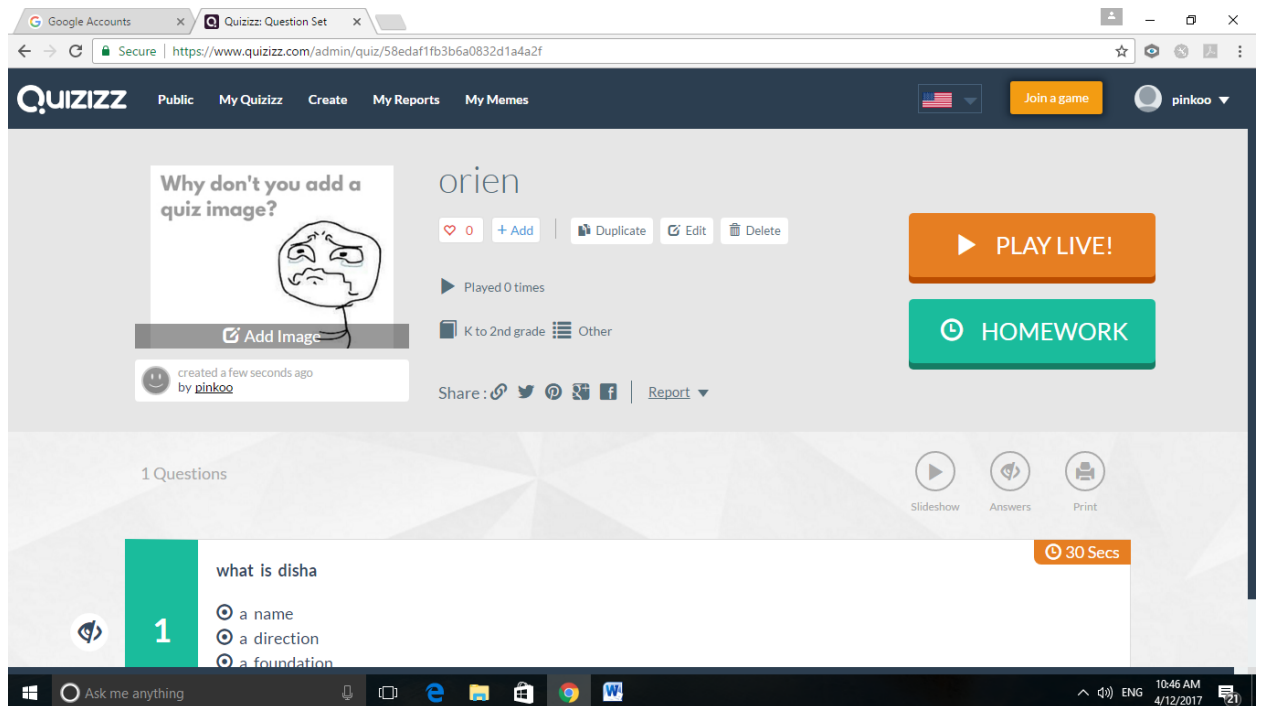 Google Accounts
Quizizz: Question Set
Secure | https://www.quizizz.com/admin/quiz/58edaf1fb3b6a0832d1a4a2f
QUIZIZZ Public My Quizizz Create My Reports My Memes Join a game pinkoo
Why don't you add a
quiz image?
Add Image
created a few seconds ago
by pinkoo
orien
0 + Add Duplicate Edit Delete
Played 0 times
K to 2nd grade Other
Share : Report
PLAY LIVE!
HOMEWORK
1 Questions
Slideshow Answers Print
30 Secs
1
what is disha
a name
a direction
a foundation
Ask me anything
ENG
10:46 AM
4/12/2017
21